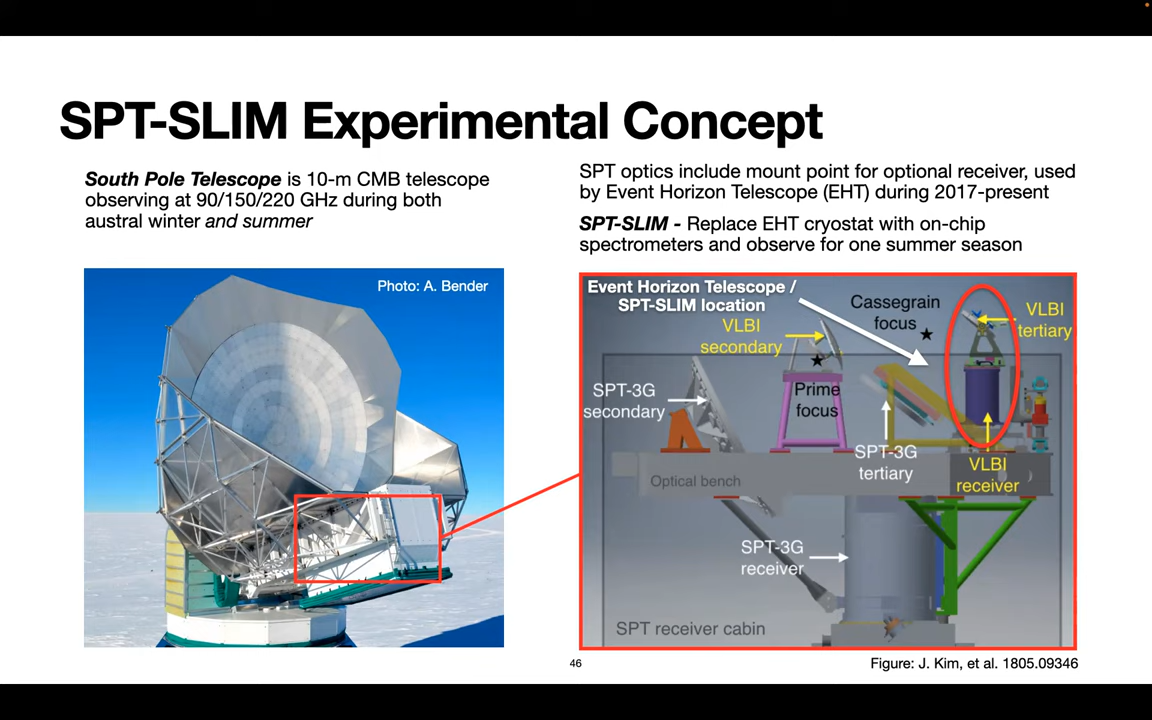 SPT-SLIM Experimental Concept
South Pole Telescope is 10-m CMB telescope
observing at 90/150/220 GHz during both
austral winter and summer
SPT optics include mount point for optional receiver, used
by Event Horizon Telescope (EHT) during 2017-present
SPT-SLIM - Replace EHT cryostat with on-chip
spectrometers and observe for one summer season
Photo: A. Bender
Event Horizon Telescope /
SPT-SLIM location
VLBI
secondary
Cassegrain
focus
VLBI
tertiary
SPT-3G
secondary
Prime
focus
SPT-3G
tertiary
VLBI
receiver
Optical bench
SPT-3G
receiver
SPT receiver cabin
46
Figure: J. Kim, et al. 1805.09346